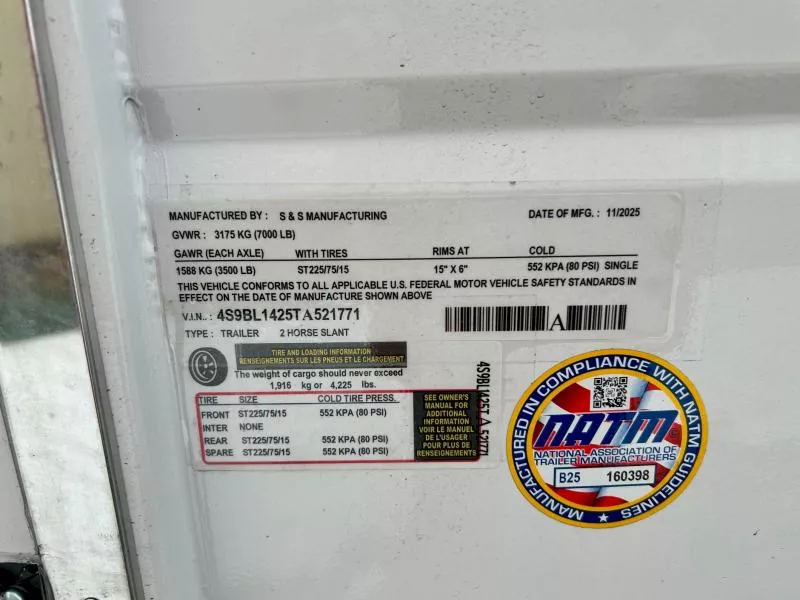 MANUFACTURED BY : S & S MANUFACTURING DATE OF MFG. : 11/2025
GVWR : 3175 KG (7000 LB)
GAWR (EACH AXLE) WITH TIRES RIMS AT COLD
1588 KG (3500 LB) ST225/75/15 15" X 6" 552 KPA (80 PSI) SINGLE
THIS VEHICLE CONFORMS TO ALL APPLICABLE U.S. FEDERAL MOTOR VEHICLE SAFETY STANDARDS IN
EFFECT ON THE DATE OF MANUFACTURE SHOWN ABOVE
V.I.N.: 4S9BL1425TA521771
A
TYPE : TRAILER 2 HORSE SLANT
TIRE AND LOADING INFORMATION
RENSEIGNEMENTS SUR LES PNEUS ET LE CHARGEMENT
The weight of cargo should never exceed
1,916 kg or 4,225 lbs.
TIRE SIZE COLD TIRE PRESS.
FRONT ST225/75/15 552 KPA (80 PSI)
INTER NONE
REAR ST225/75/15 552 KPA (80 PSI)
SPARE ST225/75/15 552 KPA (80 PSI)
SEE OWNER'S
MANUAL FOR
ADDITIONAL
INFORMATION
VOIR LE MANUEL
DE L'USAGER
POUR PLUS DE
RENSEIGNEMENTS
4S9BL1425TA521771
MANUFACTURED IN COMPLIANCE WITH NATM GUIDELINES
NATM
NATIONAL ASSOCIATION OF
TRAILER MANUFACTURERS
B25 160398